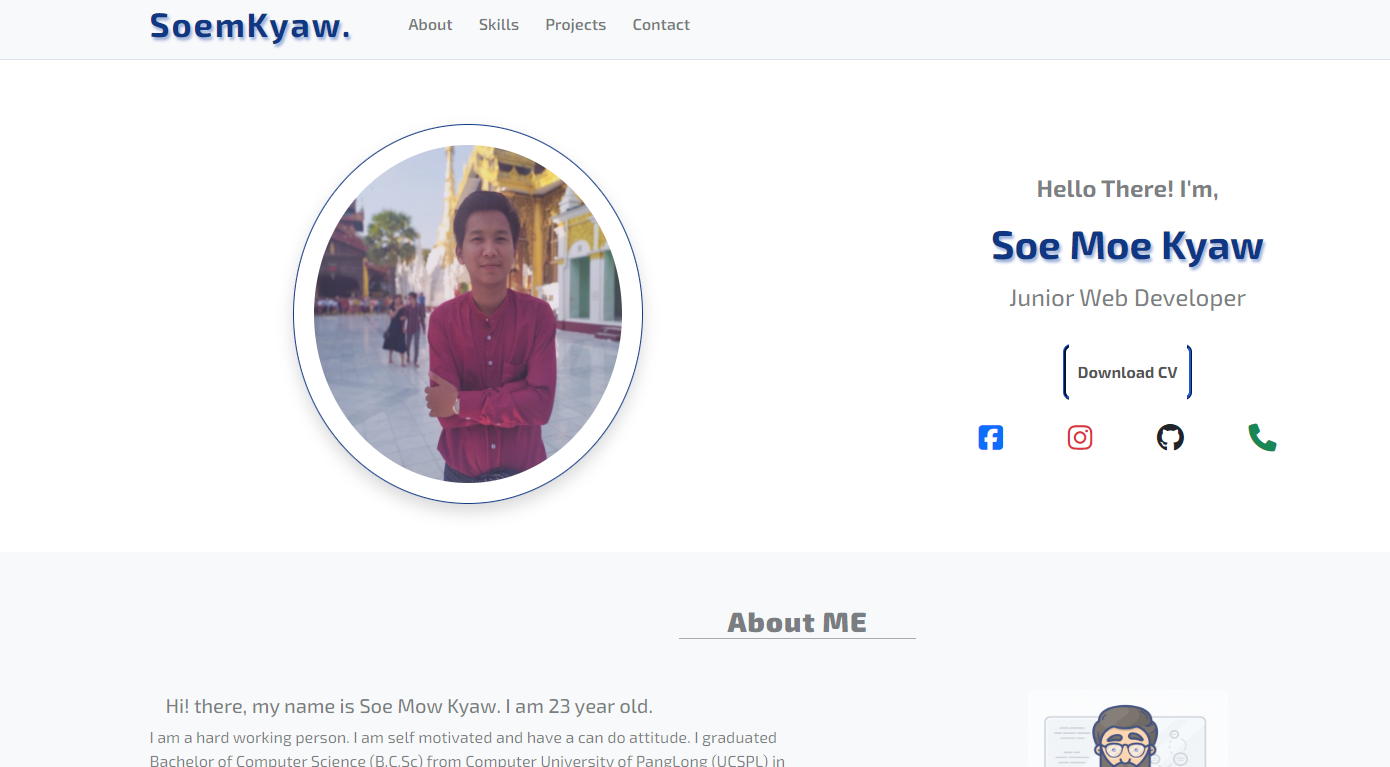 SoemKyaw.
About Skills Projects Contact
Hello There! I'm,
Soe Moe Kyaw
Junior Web Developer
Download CV
About ME
Hi! there, my name is Soe Mow Kyaw. I am 23 year old.
I am a hard working person. I am self motivated and have a can do attitude. I graduated
Bachelor of Computer Science (B.C.Sc) from Computer University of PangLong (UCSPL) in